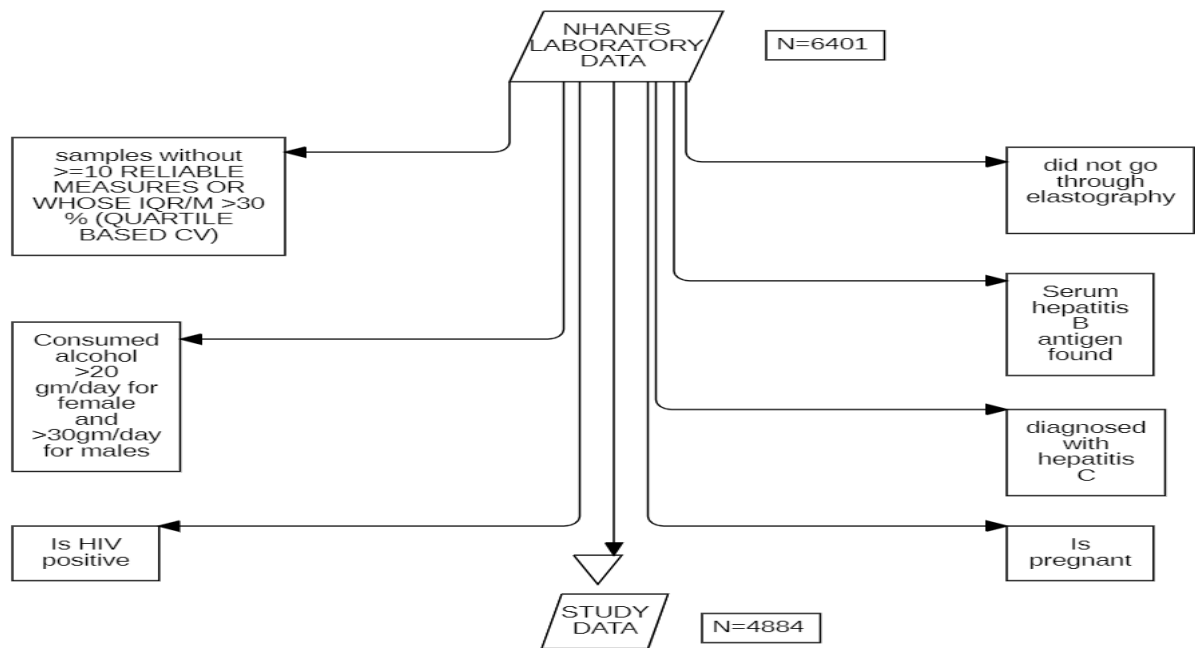 NHANES
LABORATORY
DATA
N=6401
samples without
>=10 RELIABLE
MEASURES OR
WHOSE IQR/M >30
% (QUARTILE
BASED CV)
did not go
through
elastography
Serum
hepatitis
B
antigen
found
Consumed
alcohol
>20
gm/day for
female
and
>30gm/day
for males
diagnosed
with
hepatitis
C
Is HIV
positive
Is
pregnant
STUDY
DATA
N=4884